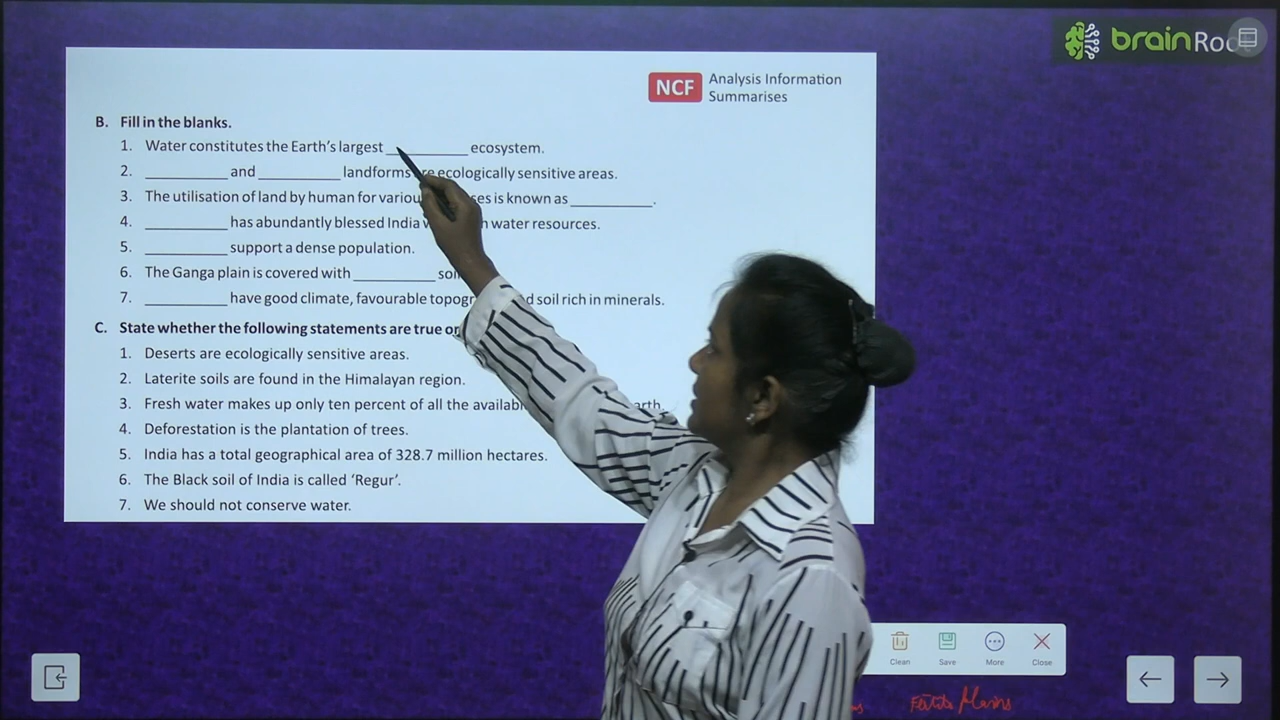 brainRoot
NCF Analysis Information
Summarises
B. Fill in the blanks.
1. Water constitutes the Earth's largest __________ ecosystem.
2. __________ and __________ landforms are ecologically sensitive areas.
3. The utilisation of land by human for variou ses is known as __________.
4. __________ has abundantly blessed India h water resources.
5. __________ support a dense population.
6. The Ganga plain is covered with __________ soil
7. __________ have good climate, favourable topogr d soil rich in minerals.
C. State whether the following statements are true or
1. Deserts are ecologically sensitive areas.
2. Laterite soils are found in the Himalayan region.
3. Fresh water makes up only ten percent of all the availabl arth.
4. Deforestation is the plantation of trees.
5. India has a total geographical area of 328.7 million hectares.
6. The Black soil of India is called 'Regur'.
7. We should not conserve water.
Clean Save More Close